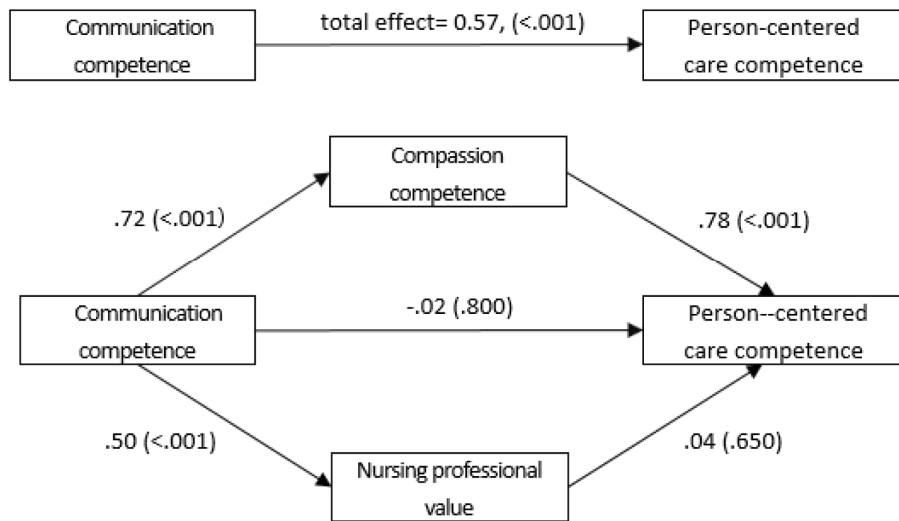 Communication
competence
total effect= 0.57, (<.001)
Person-centered
care competence
Compassion
competence
.72 (<.001)
.78 (<.001)
Communication
competence
-.02 (.800)
Person--centered
care competence
.50 (<.001)
.04 (.650)
Nursing professional
value